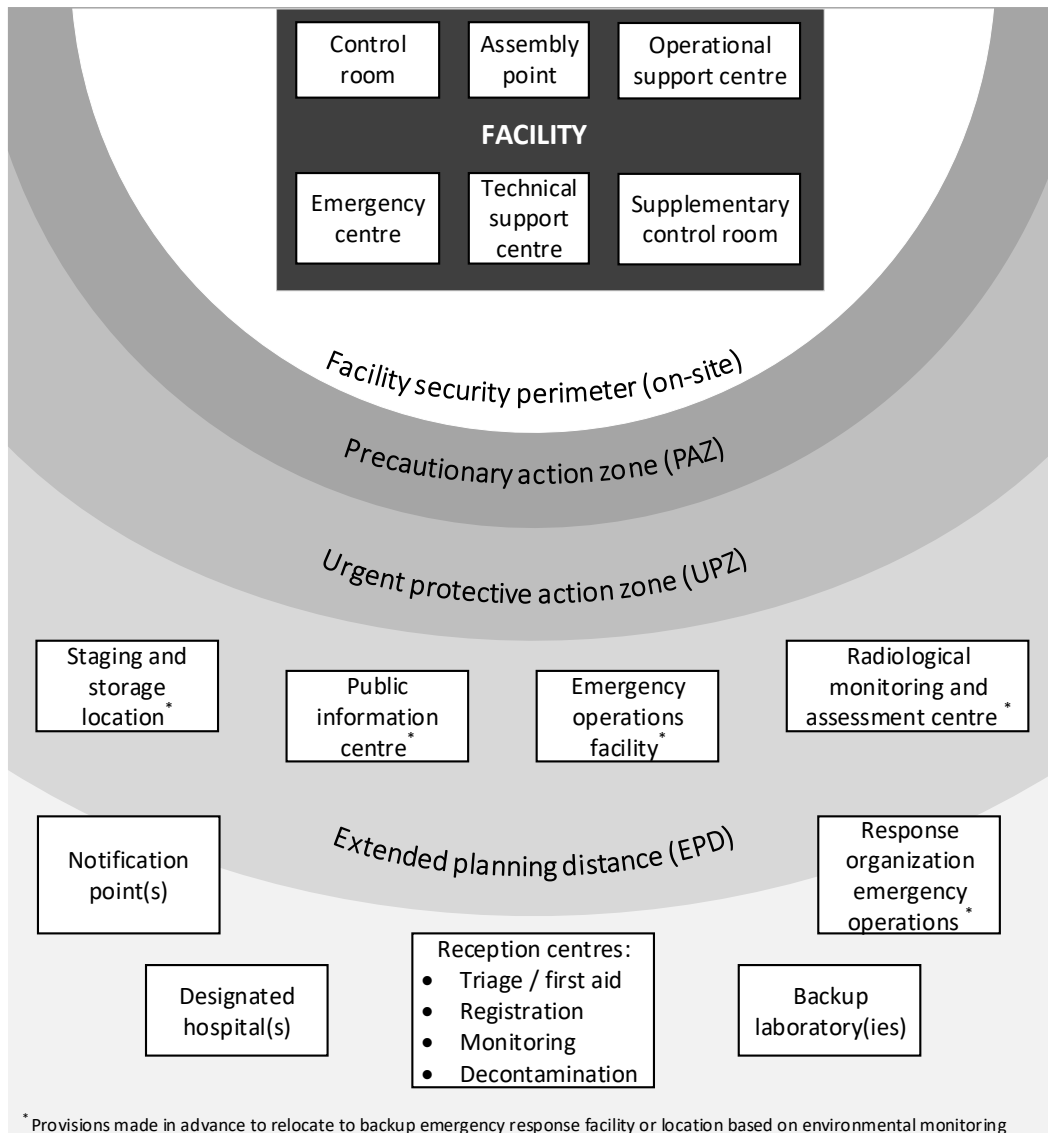 Control
room
Assembly
point
Operational
support centre
FACILITY
Emergency
centre
Technical
support
centre
Supplementary
control room
Facility security perimeter (on-site)
Precautionary action zone (PAZ)
Urgent protective action zone (UPZ)
Staging and
storage
location*
Public
information
centre*
Emergency
operations
facility*
Radiological
monitoring and
assessment centre *
Extended planning distance (EPD)
Notification
point(s)
Response
organization
emergency
operations *
Designated
hospital(s)
Reception centres:
• Triage / first aid
• Registration
• Monitoring
• Decontamination
Backup
laboratory(ies)
* Provisions made in advance to relocate to backup emergency response facility or location based on environmental monitoring